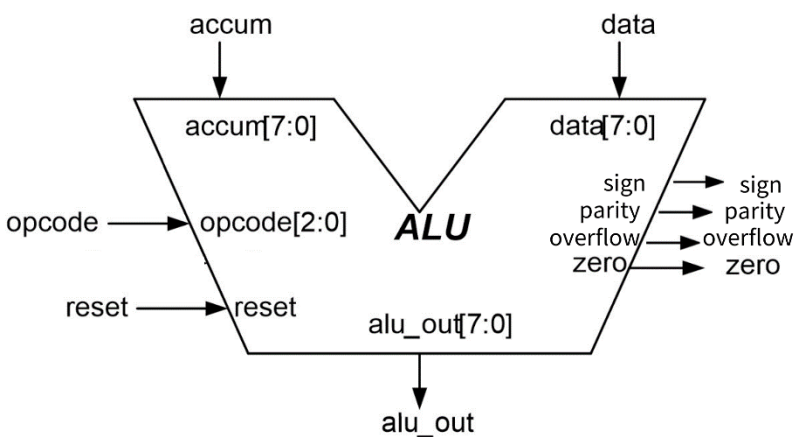 accum
data
accum[7:0]
data[7:0]
sign
sign
opcode
opcode[2:0]
ALU
parity
parity
overflow
overflow
zero
zero
reset
reset
alu_out[7:0]
alu_out